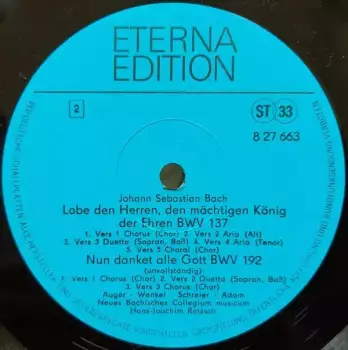 ETERNA
EDITION
2
ST 33
8 27 663
Johann Sebastian Bach
Lobe den Herren, den mächtigen König
der Ehren BWV 137
1. Vers 1 Chorus (Chor) 2. Vers 2 Aria (Alt)
3. Vers 3 Duetto (Sopran, Baß) 4. Vers 4 Aria (Tenor)
5. Vers 5 Choral (Chor)
Nun danket alle Gott BWV 192
(unvollständig)
1. Vers 1 Chorus (Chor) 2. Vers 2 Duetto (Sopran, Baß)
3. Vers 3 Chorus (Chor)
Augér - Wenkel - Schreier - Adam
Neues Bachisches Collegium musicum
Hans-Joachim Rotzsch